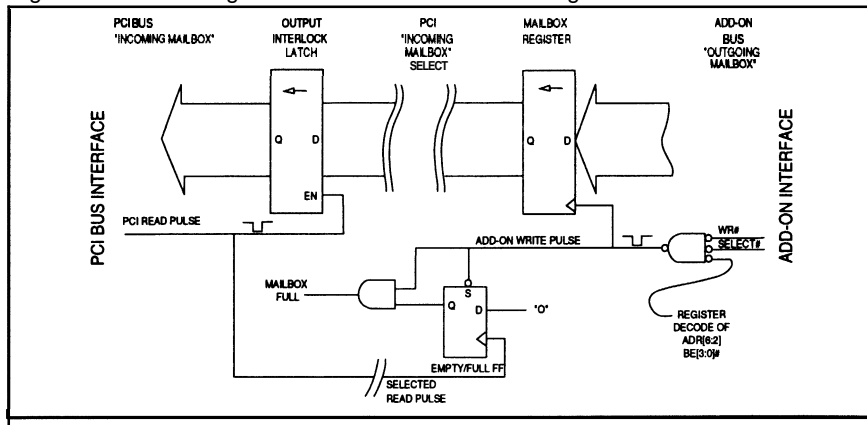 PCI BUS
"INCOMING MAILBOX"
OUTPUT
INTERLOCK
LATCH
PCI
"INCOMING
MAILBOX"
SELECT
MAILBOX
REGISTER
ADD-ON
BUS
"OUTGOING
MAILBOX"
PCI BUS INTERFACE
Q
D
EN
Q
D
ADD-ON INTERFACE
PCI READ PULSE
ADD-ON WRITE PULSE
WR#
SELECT#
MAILBOX
FULL
S
Q
D
"0"
EMPTY/FULL FF
REGISTER
DECODE OF
ADR[6:2]
BE[3:0]#
SELECTED
READ PULSE